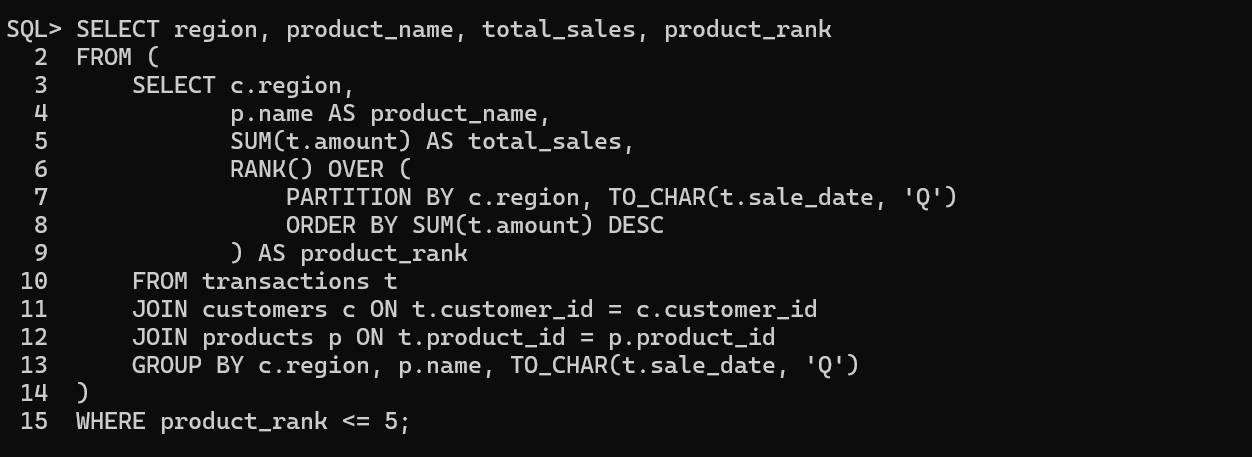 SQL> SELECT region, product_name, total_sales, product_rank
  2  FROM (
  3      SELECT c.region,
  4             p.name AS product_name,
  5             SUM(t.amount) AS total_sales,
  6             RANK() OVER (
  7                 PARTITION BY c.region, TO_CHAR(t.sale_date, 'Q')
  8                 ORDER BY SUM(t.amount) DESC
  9             ) AS product_rank
 10      FROM transactions t
 11      JOIN customers c ON t.customer_id = c.customer_id
 12      JOIN products p ON t.product_id = p.product_id
 13      GROUP BY c.region, p.name, TO_CHAR(t.sale_date, 'Q')
 14  )
 15  WHERE product_rank <= 5;